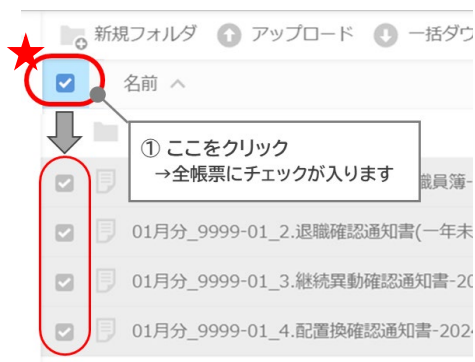 新規フォルダ アップロード 一括ダウ
名前
① ここをクリック
→全帳票にチェックが入ります
職員簿-
01月分_9999-01_2.退職確認通知書(一年未
01月分_9999-01_3.継続異動確認通知書-20
01月分_9999-01_4.配置換確認通知書-2024